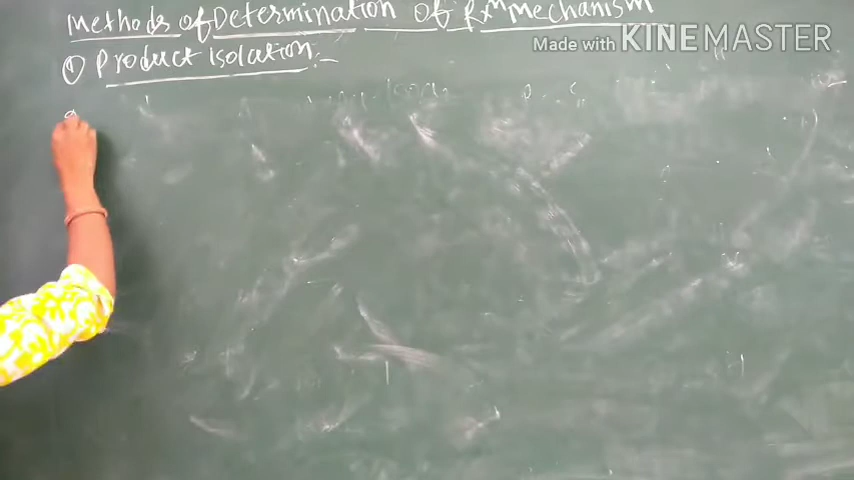 Methods of Determination of Rxⁿ Mechanism
Made with KINEMASTER
① Product isolation :-